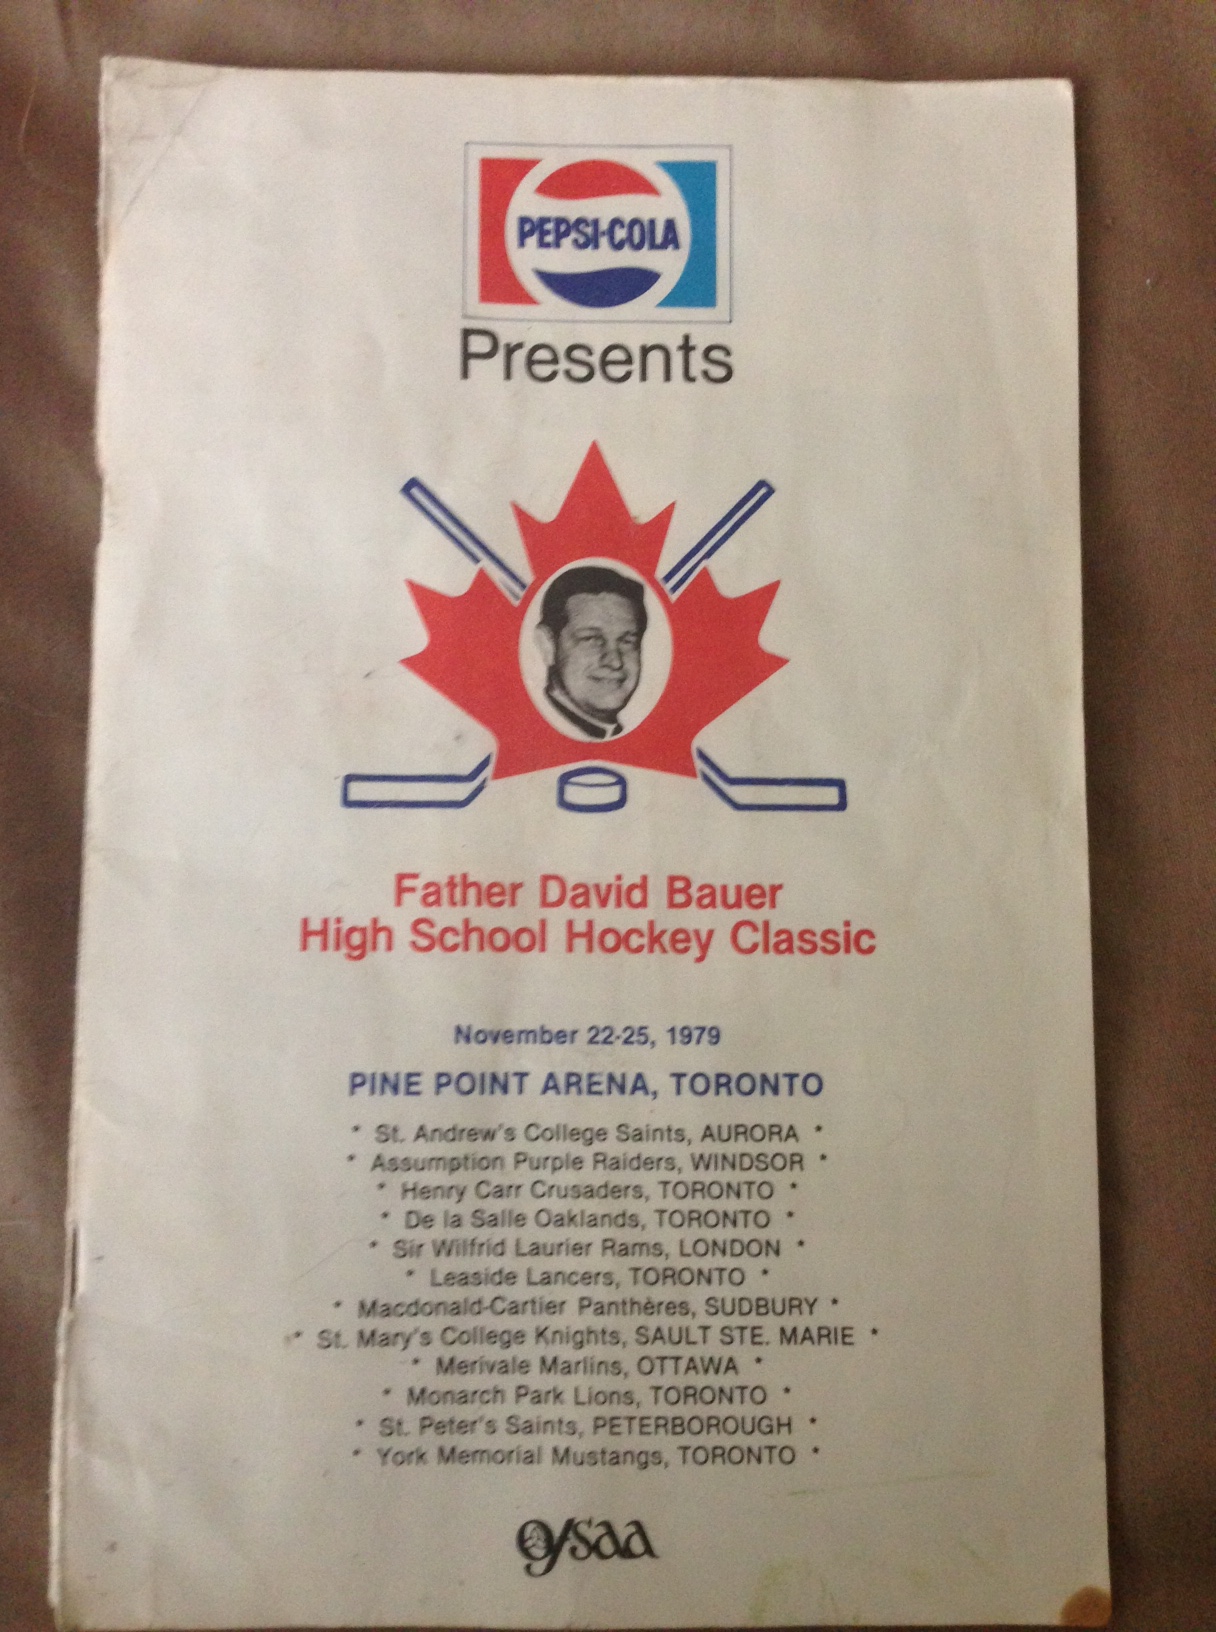 PEPSI-COLA
Presents
Father David Bauer
High School Hockey Classic
November 22-25, 1979
PINE POINT ARENA, TORONTO
* St. Andrew's College Saints, AURORA *
* Assumption Purple Raiders, WINDSOR *
* Henry Carr Crusaders, TORONTO *
* De la Salle Oaklands, TORONTO *
* Sir Wilfrid Laurier Rams, LONDON *
* Leaside Lancers, TORONTO *
* Macdonald-Cartier Panthères, SUDBURY *
* St. Mary's College Knights, SAULT STE. MARIE *
* Merivale Marlins, OTTAWA *
* Monarch Park Lions, TORONTO *
* St. Peter's Saints, PETERBOROUGH *
* York Memorial Mustangs, TORONTO *
ofsaa